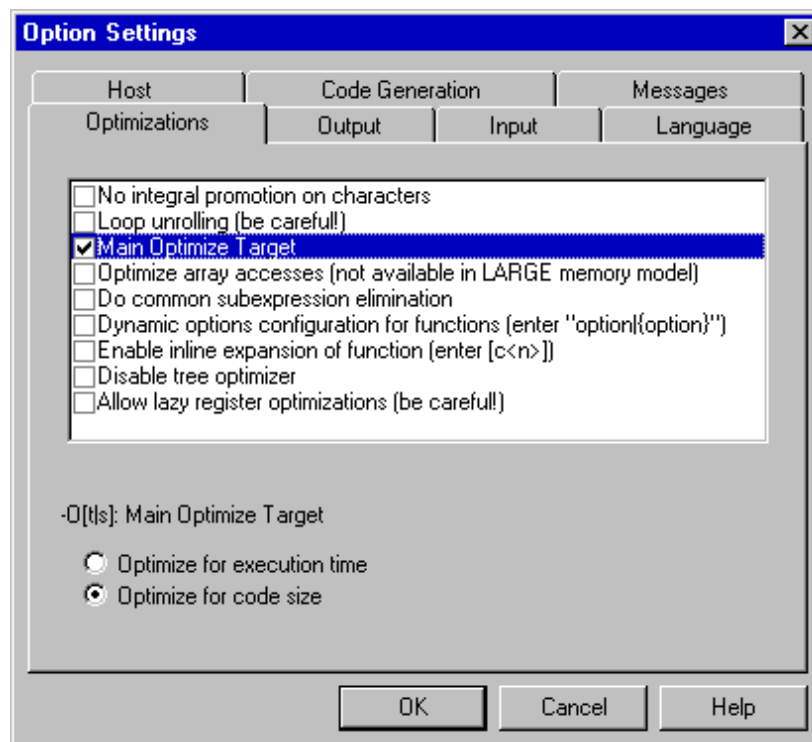 Option Settings
Host Code Generation Messages
Optimizations Output Input Language
No integral promotion on characters
Loop unrolling (be careful!)
Main Optimize Target
Optimize array accesses (not available in LARGE memory model)
Do common subexpression elimination
Dynamic options configuration for functions (enter "option|{option}")
Enable inline expansion of function (enter [c<n>])
Disable tree optimizer
Allow lazy register optimizations (be careful!)
-O[t|s]: Main Optimize Target
Optimize for execution time
Optimize for code size
OK Cancel Help